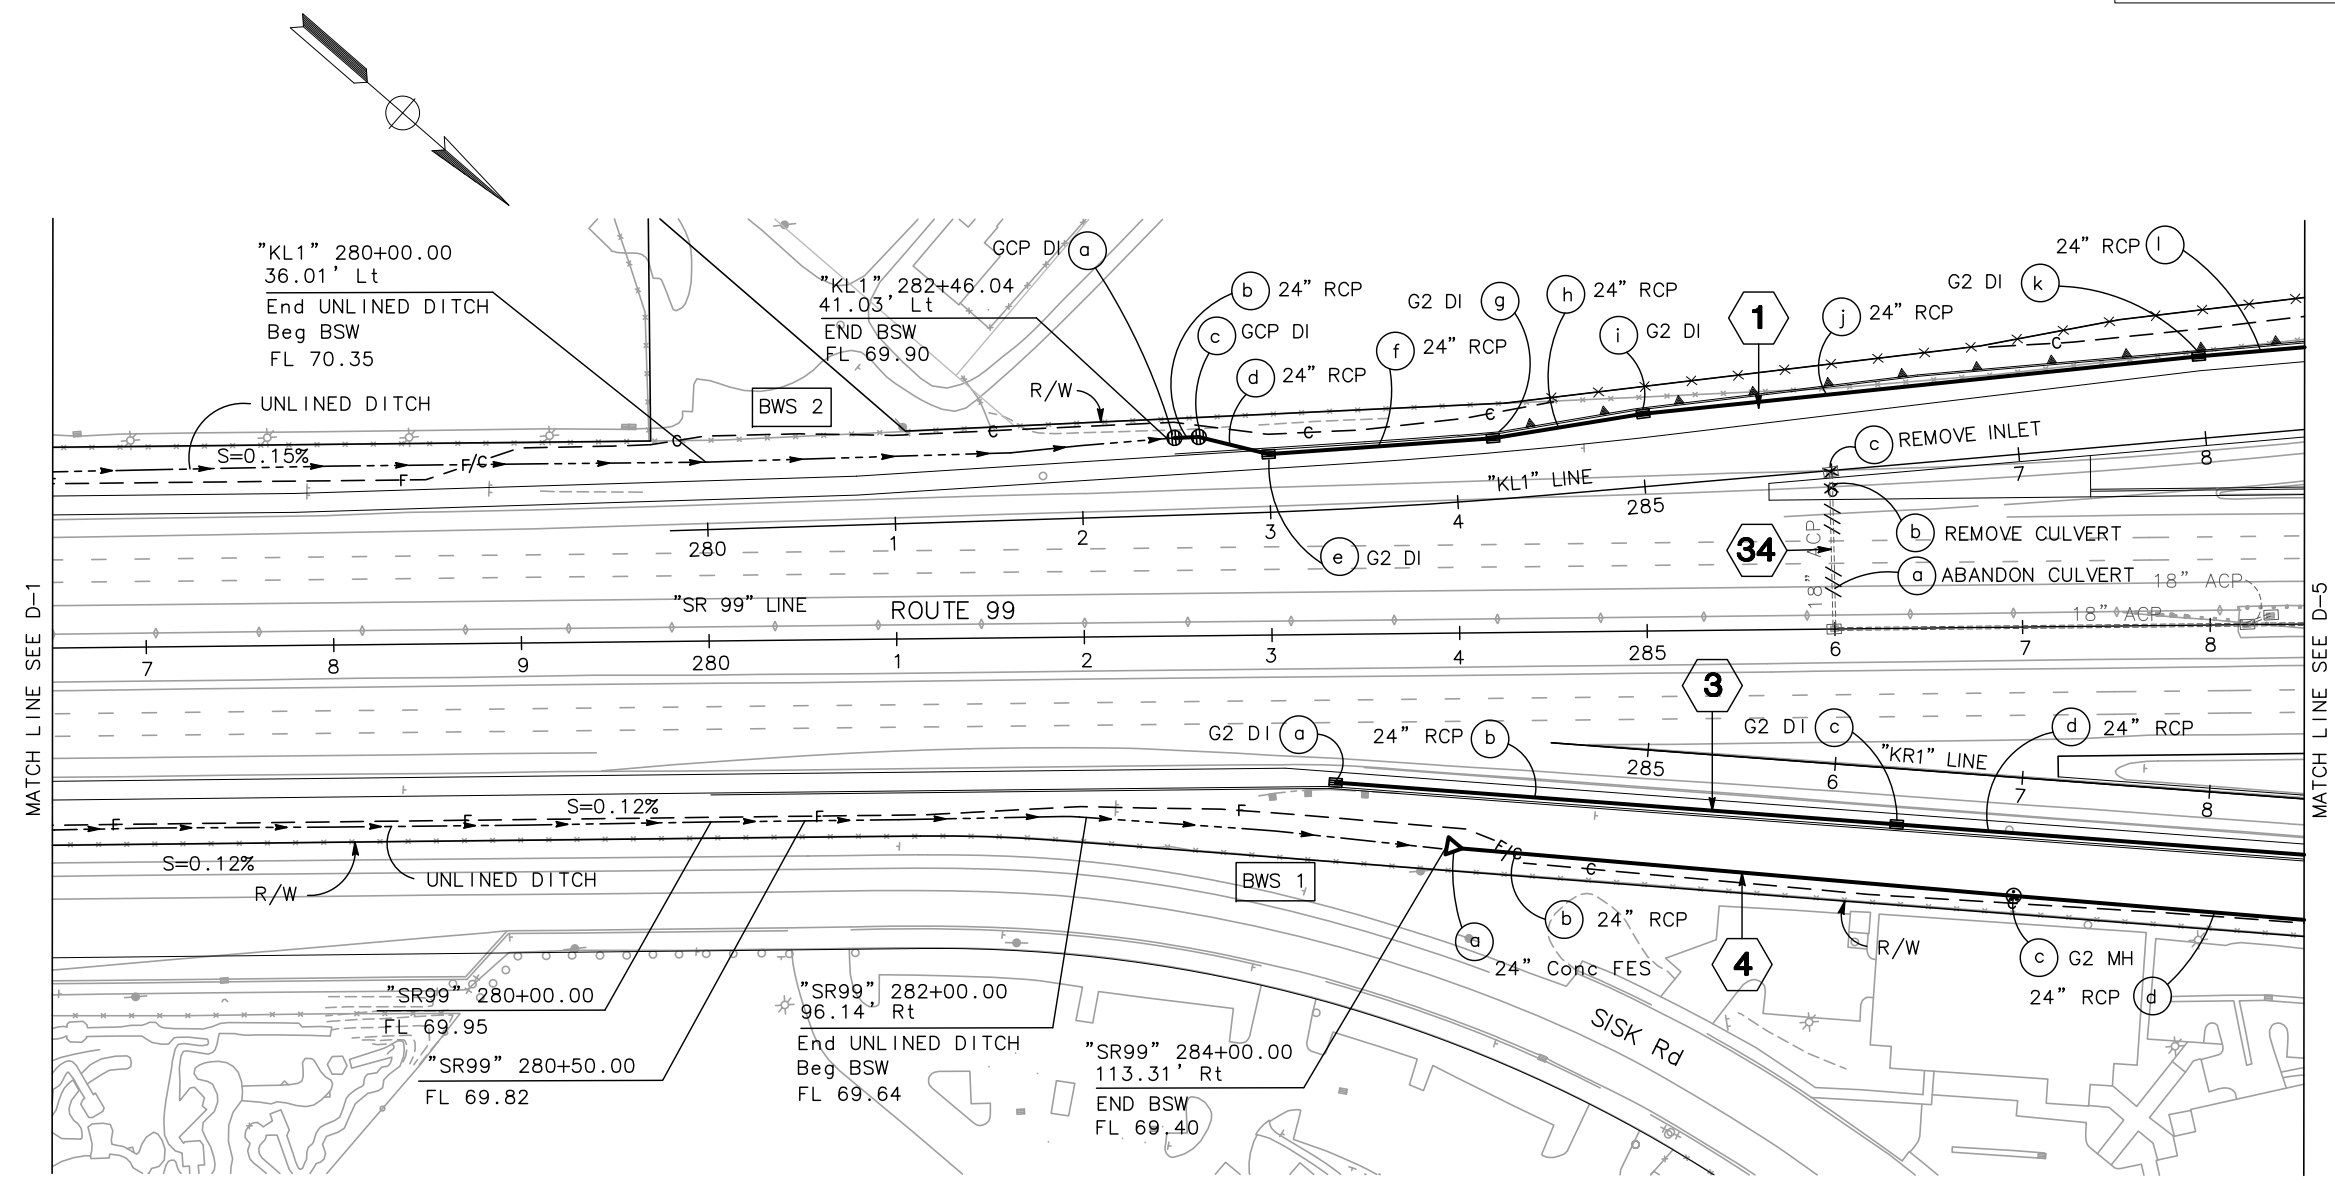 "KL1" 280+00.00
36.01' Lt
End UNLINED DITCH
Beg BSW
FL 70.35
UNLINED DITCH
S=0.15%
F/C
F
C
BWS 2
"KL1" 282+46.04
41.03' Lt
END BSW
FL 69.90
R/W
C
GCP DI a
b 24" RCP
c GCP DI
d 24" RCP
f 24" RCP
G2 DI g
h 24" RCP
i G2 DI
1
j 24" RCP
G2 DI k
24" RCP l
C
C
C
e G2 DI
"KL1" LINE
280
1
2
3
4
285
6
7
8
c REMOVE INLET
b REMOVE CULVERT
a ABANDON CULVERT
34
18" ACP
18" ACP
18" ACP
"SR 99" LINE
ROUTE 99
7
8
9
280
1
2
3
4
285
6
7
8
MATCH LINE SEE D-1
MATCH LINE SEE D-5
3
G2 DI a
24" RCP b
G2 DI c
d 24" RCP
"KR1" LINE
285
6
7
8
S=0.12%
F
F
F
F
F/C
C
C
S=0.12%
R/W
UNLINED DITCH
BWS 1
a
24" Conc FES
b 24" RCP
4
R/W
c G2 MH
24" RCP d
SISK Rd
"SR99" 280+00.00
FL 69.95
"SR99" 280+50.00
FL 69.82
"SR99" 282+00.00
96.14' Rt
End UNLINED DITCH
Beg BSW
FL 69.64
"SR99" 284+00.00
113.31' Rt
END BSW
FL 69.40